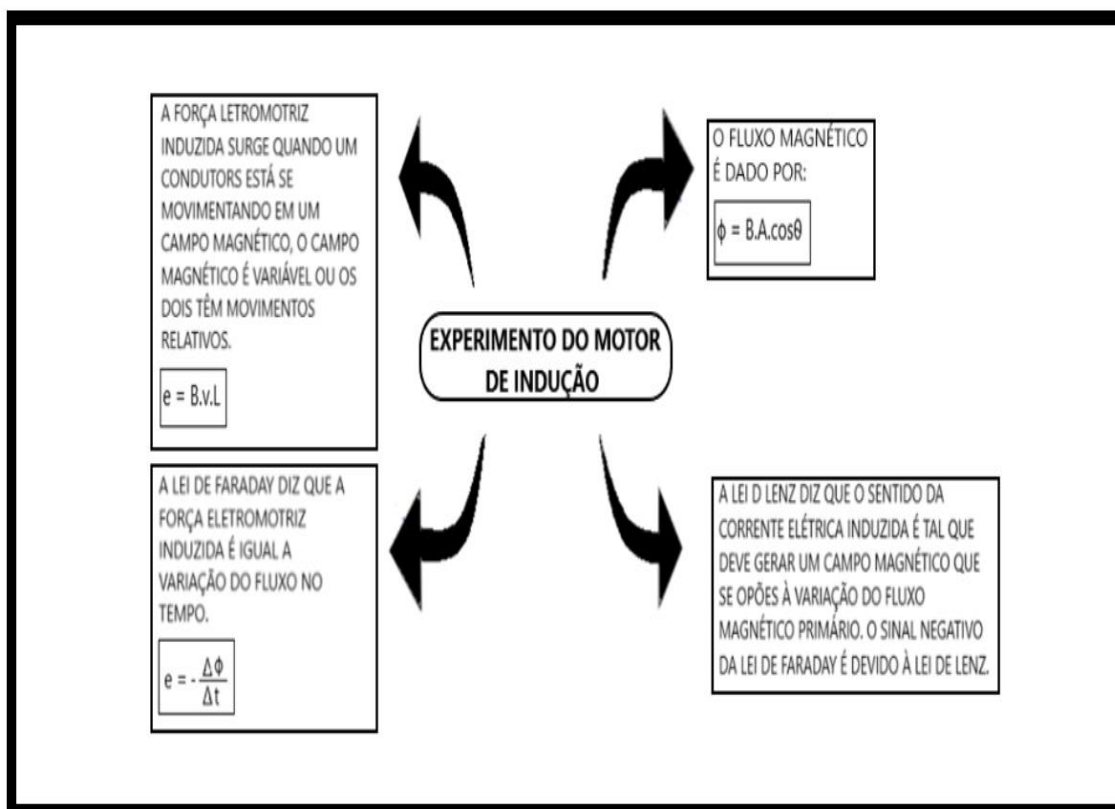 A FORÇA LETROMOTRIZ
INDUZIDA SURGE QUANDO UM
CONDUTORS ESTÁ SE
MOVIMENTANDO EM UM
CAMPO MAGNÉTICO, O CAMPO
MAGNÉTICO É VARIÁVEL OU OS
DOIS TÊM MOVIMENTOS
RELATIVOS.
e = B.v.L
O FLUXO MAGNÉTICO
É DADO POR:
ϕ = B.A.cosθ
EXPERIMENTO DO MOTOR
DE INDUÇÃO
A LEI DE FARADAY DIZ QUE A
FORÇA ELETROMOTRIZ
INDUZIDA É IGUAL A
VARIAÇÃO DO FLUXO NO
TEMPO.
e = - Δϕ/Δt
A LEI D LENZ DIZ QUE O SENTIDO DA
CORRENTE ELÉTRICA INDUZIDA É TAL QUE
DEVE GERAR UM CAMPO MAGNÉTICO QUE
SE OPÕES À VARIAÇÃO DO FLUXO
MAGNÉTICO PRIMÁRIO. O SINAL NEGATIVO
DA LEI DE FARADAY É DEVIDO À LEI DE LENZ.